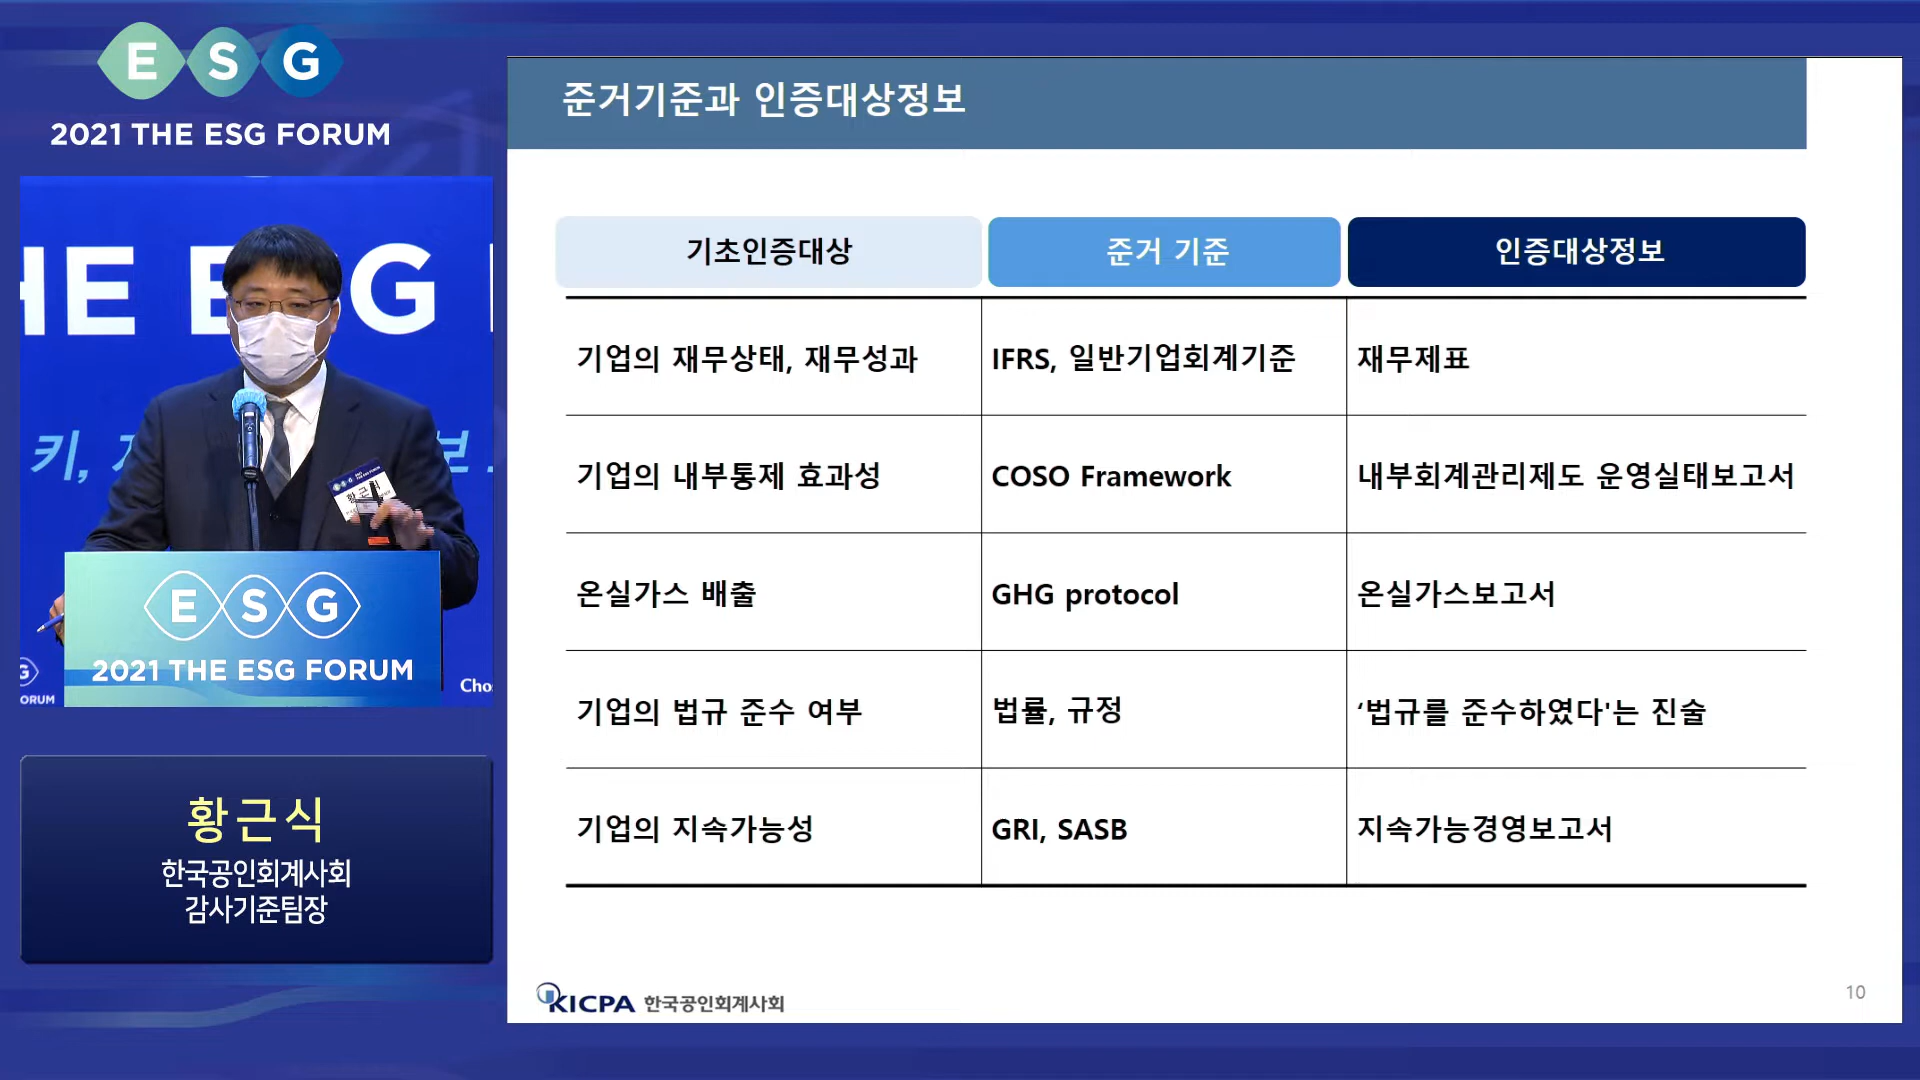 E S G
2021 THE ESG FORUM
HE ESG
키,
E S G
2021 THE ESG FORUM
G
ORUM
Cho
황근식
한국공인회계사회
감사기준팀장
준거기준과 인증대상정보
기초인증대상 준거 기준 인증대상정보
기업의 재무상태, 재무성과 IFRS, 일반기업회계기준 재무제표
기업의 내부통제 효과성 COSO Framework 내부회계관리제도 운영실태보고서
온실가스 배출 GHG protocol 온실가스보고서
기업의 법규 준수 여부 법률, 규정 ‘법규를 준수하였다'는 진술
기업의 지속가능성 GRI, SASB 지속가능경영보고서
KICPA 한국공인회계사회
10